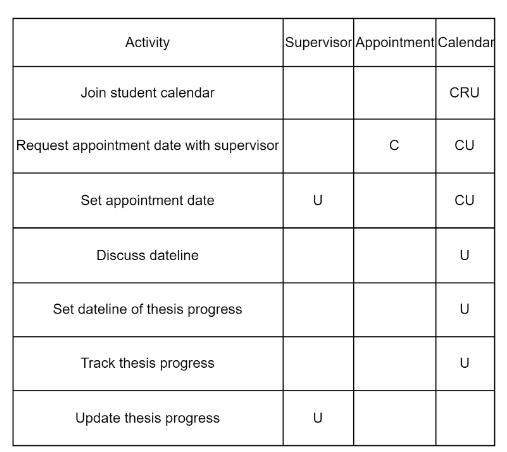 Activity Supervisor Appointment Calendar
Join student calendar CRU
Request appointment date with supervisor C CU
Set appointment date U CU
Discuss dateline U
Set dateline of thesis progress U
Track thesis progress U
Update thesis progress U